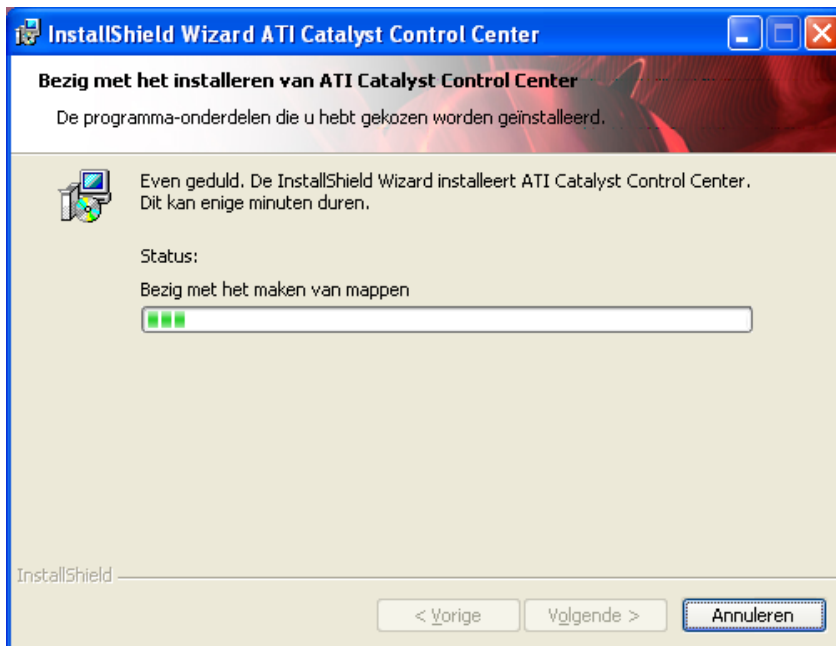 InstallShield Wizard ATI Catalyst Control Center
Bezig met het installeren van ATI Catalyst Control Center
De programma-onderdelen die u hebt gekozen worden geïnstalleerd.
Even geduld. De InstallShield Wizard installeert ATI Catalyst Control Center.
Dit kan enige minuten duren.
Status:
Bezig met het maken van mappen
InstallShield
< Vorige
Volgende >
Annuleren